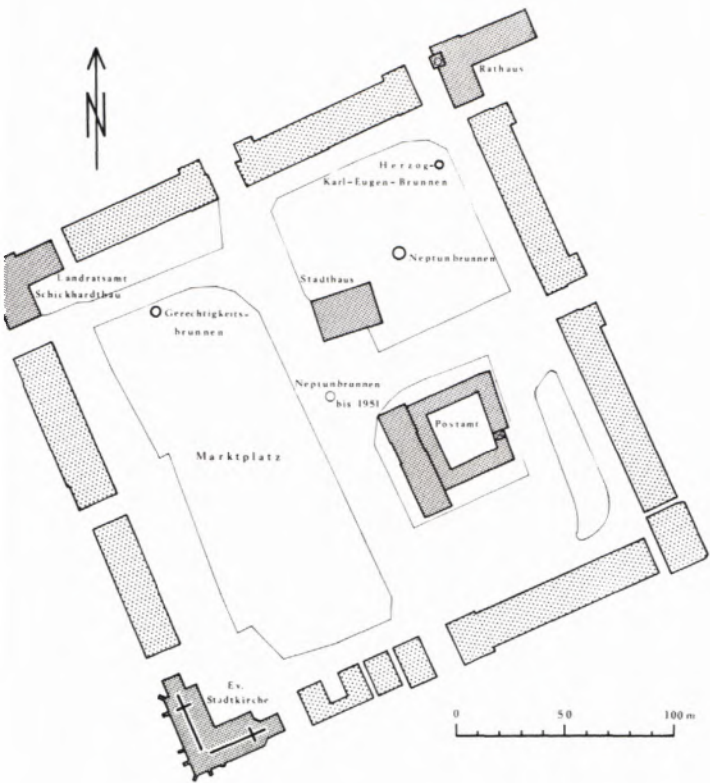 N
Rathaus
Herzog-
Karl-Eugen-Brunnen
Neptunbrunnen
Stadthaus
Landratsamt
Schickhardtbau
Gerechtigkeits-
brunnen
Neptunbrunnen
bis 1951
Postamt
Marktplatz
Ev.
Stadtkirche
0 50 100 m